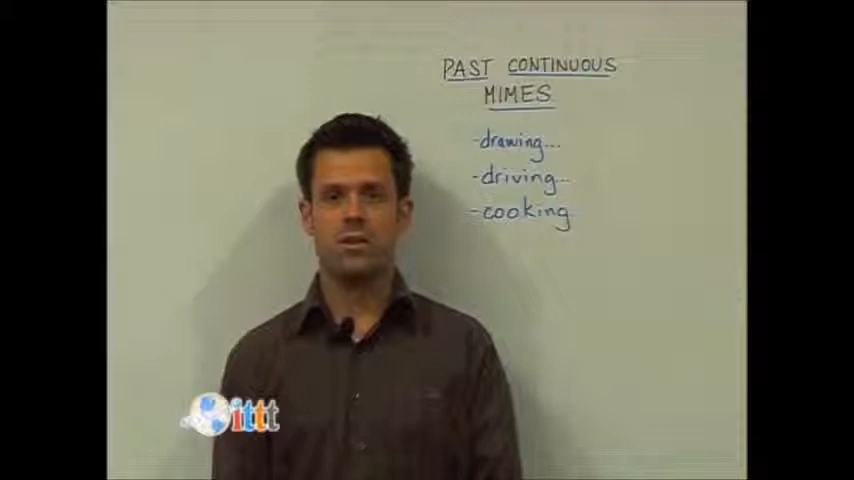 PAST CONTINUOUS
MIMES
-drawing...
-driving...
-cooking
ittt